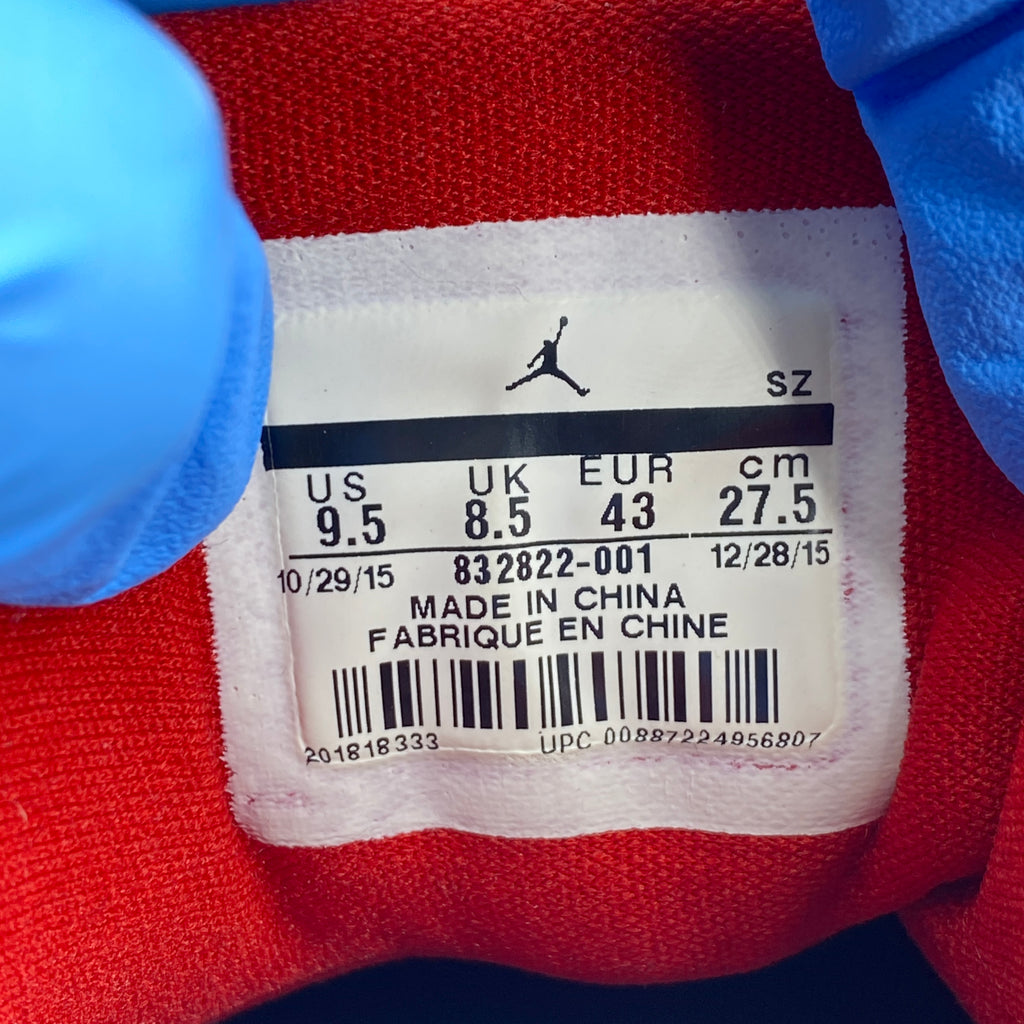 SZ
US UK EUR cm
9.5 8.5 43 27.5
10/29/15 832822-001 12/28/15
MADE IN CHINA
FABRIQUE EN CHINE
201818333 UPC 00887224956807